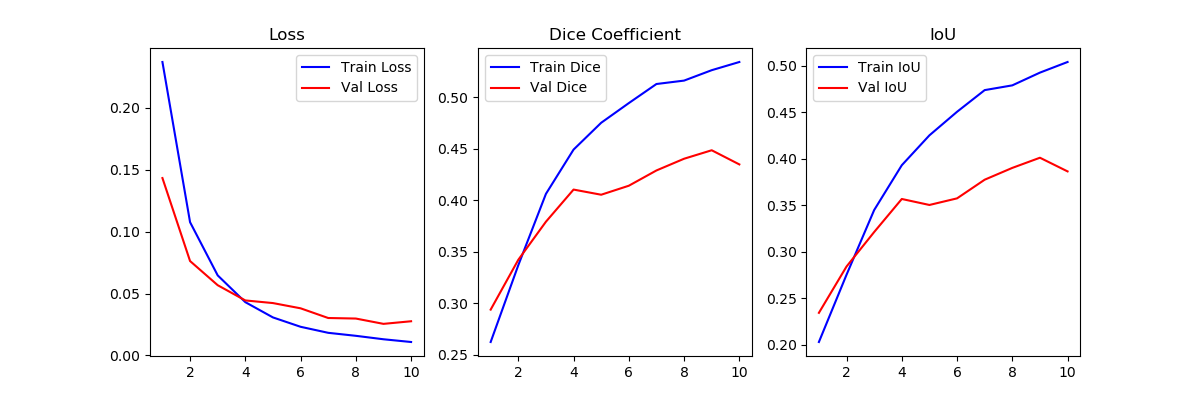 Loss
Train Loss
Val Loss
0.20
0.15
0.10
0.05
0.00
2 4 6 8 10
Dice Coefficient
Train Dice
Val Dice
0.50
0.45
0.40
0.35
0.30
0.25
2 4 6 8 10
IoU
Train IoU
Val IoU
0.50
0.45
0.40
0.35
0.30
0.25
0.20
2 4 6 8 10